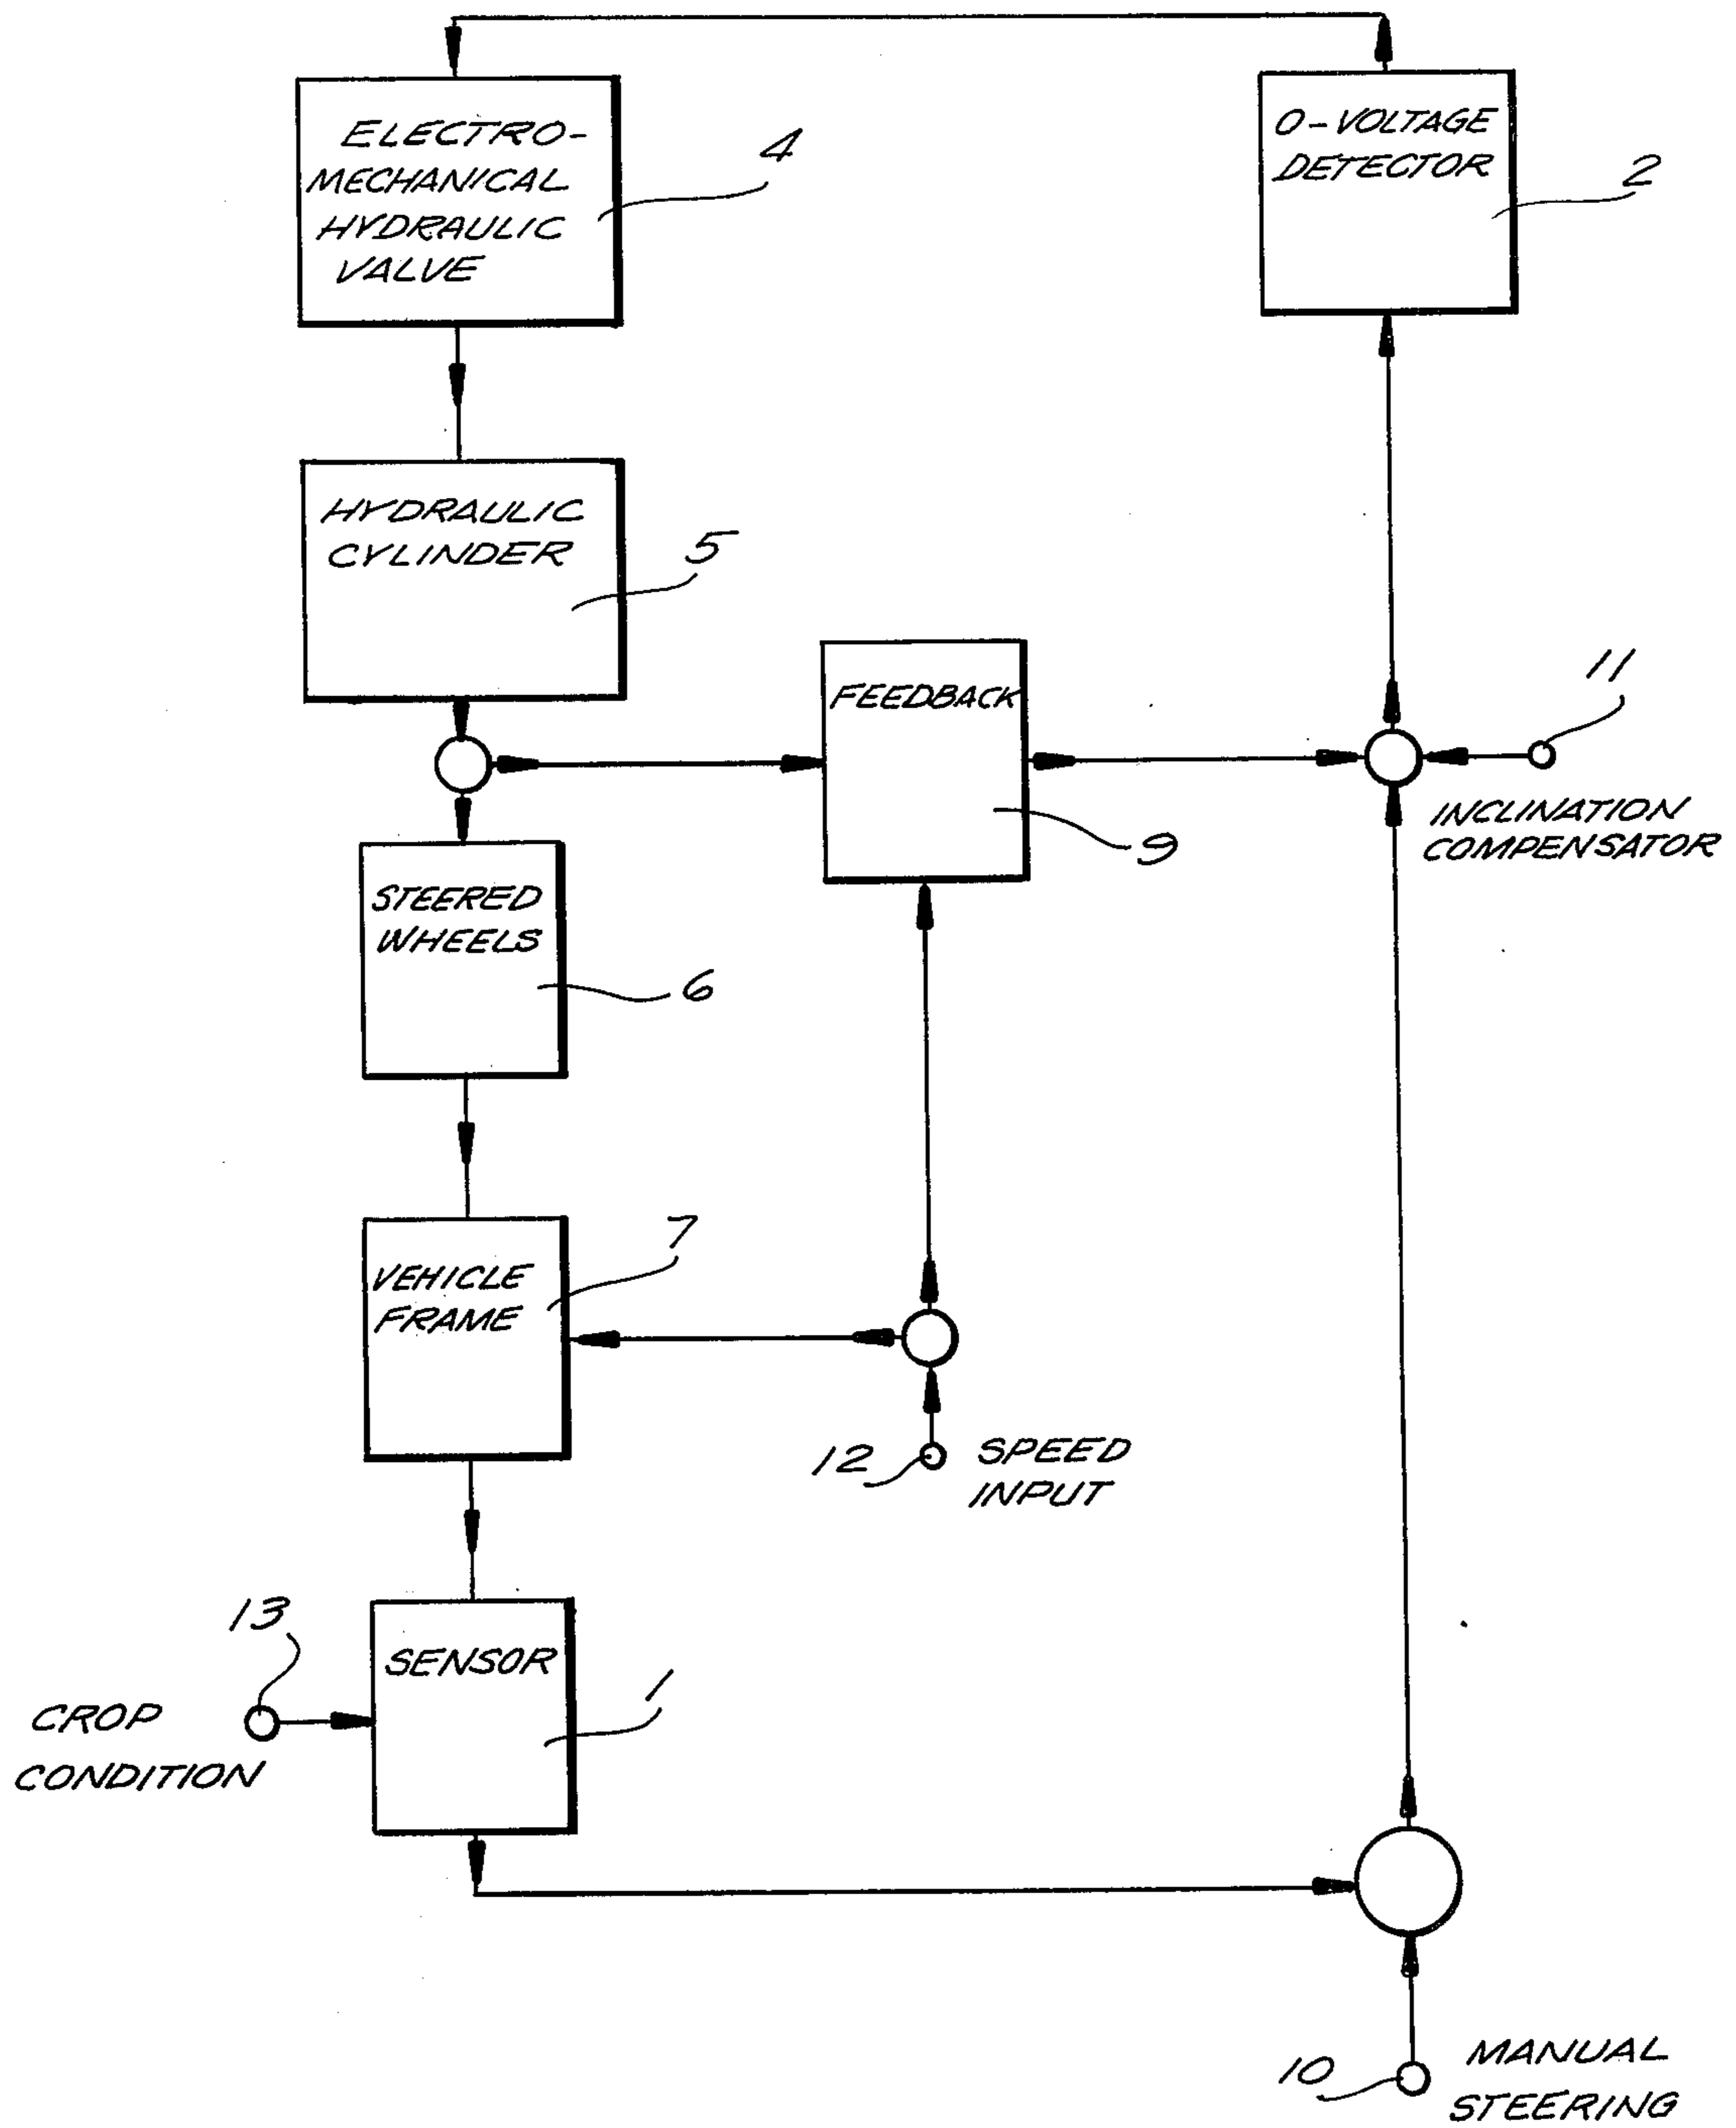 ELECTRO-
MECHANICAL
HYDRAULIC
VALVE
4
O-VOLTAGE
DETECTOR
2
HYDRAULIC
CYLINDER
5
FEEDBACK
9
11
INCLINATION
COMPENSATOR
STEERED
WHEELS
6
VEHICLE
FRAME
7
12
SPEED
INPUT
13
CROP
CONDITION
SENSOR
1
10
MANUAL
STEERING